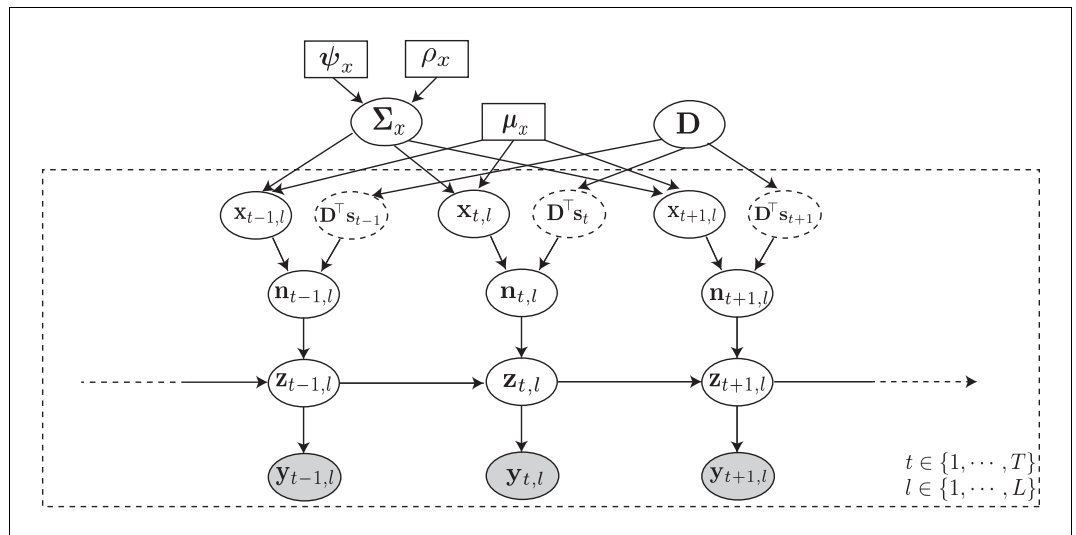 ψ_x ρ_x
Σ_x μ_x D
x_{t−1,l} D^⊤s_{t−1} x_{t,l} D^⊤s_t x_{t+1,l} D^⊤s_{t+1}
n_{t−1,l} n_{t,l} n_{t+1,l}
z_{t−1,l} z_{t,l} z_{t+1,l}
y_{t−1,l} y_{t,l} y_{t+1,l}
t ∈ {1, ⋯ , T}
l ∈ {1, ⋯ , L}